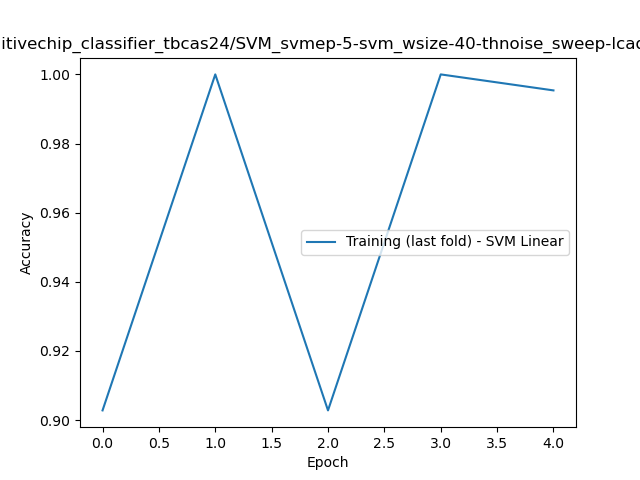 itivechip_classifier_tbcas24/SVM_svmep-5-svm_wsize-40-thnoise_sweep-lcad
1.00
0.98
0.96
0.94
0.92
0.90
Accuracy
Training (last fold) - SVM Linear
0.0 0.5 1.0 1.5 2.0 2.5 3.0 3.5 4.0
Epoch